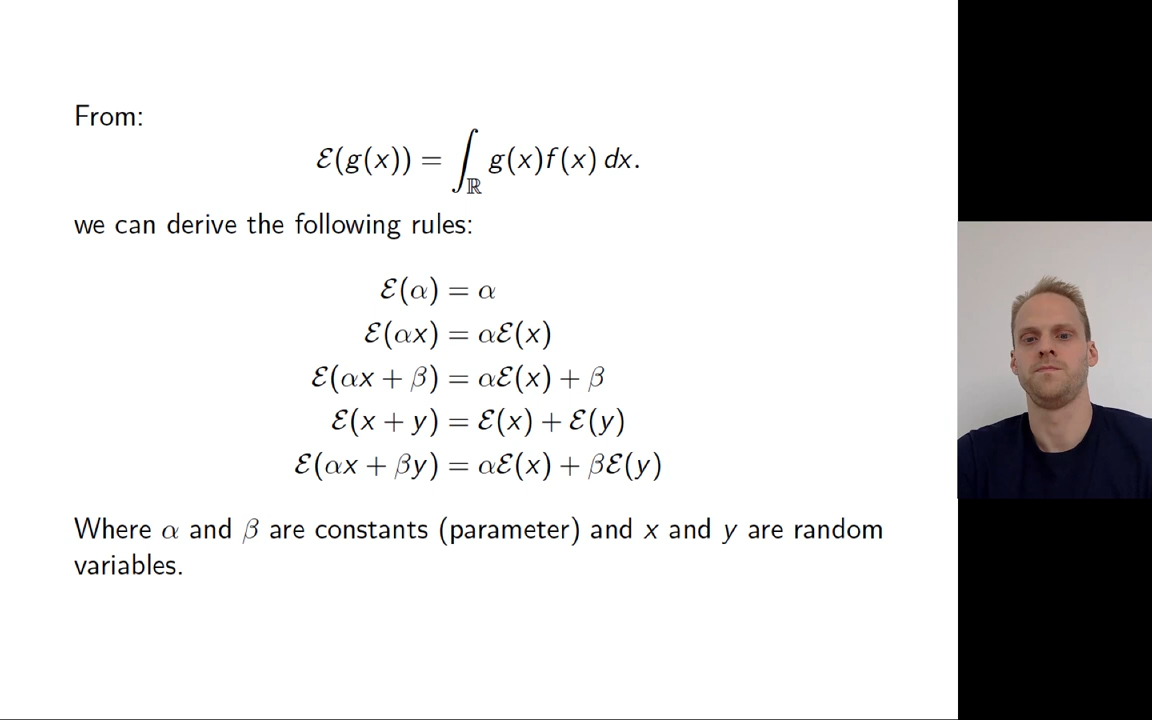 From:
ℰ(g(x)) = ∫_ℝ g(x)f(x) dx.
we can derive the following rules:
ℰ(α) = α
ℰ(αx) = αℰ(x)
ℰ(αx + β) = αℰ(x) + β
ℰ(x + y) = ℰ(x) + ℰ(y)
ℰ(αx + βy) = αℰ(x) + βℰ(y)
Where α and β are constants (parameter) and x and y are random
variables.